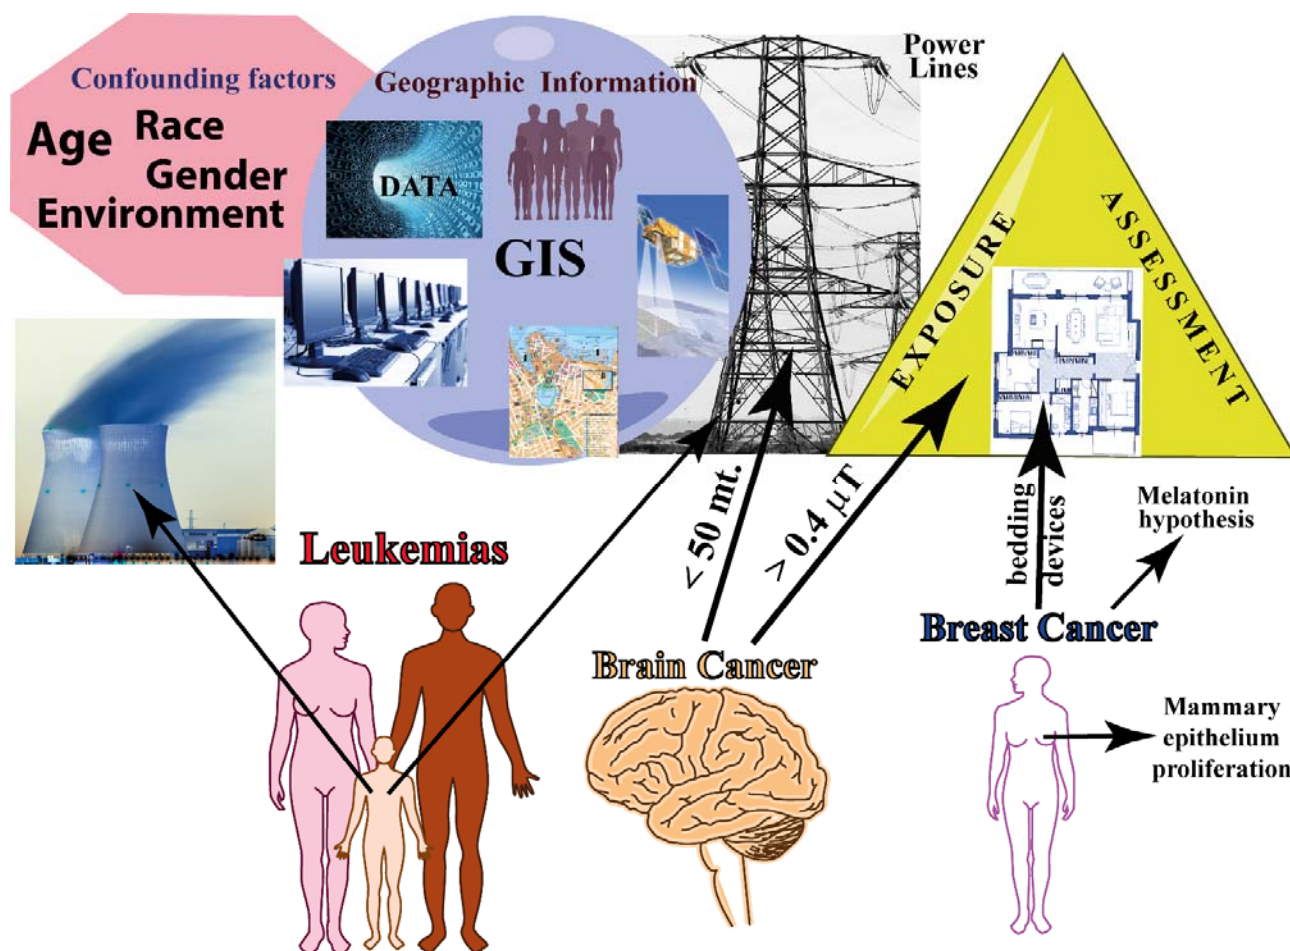 Confounding factors
Age
Race
Gender
Environment
Geographic Information
DATA
GIS
Power
Lines
EXPOSURE
ASSESSMENT
< 50 mt.
> 0.4 µT
bedding
devices
Melatonin
hypothesis
Leukemias
Brain Cancer
Breast Cancer
Mammary
epithelium
proliferation